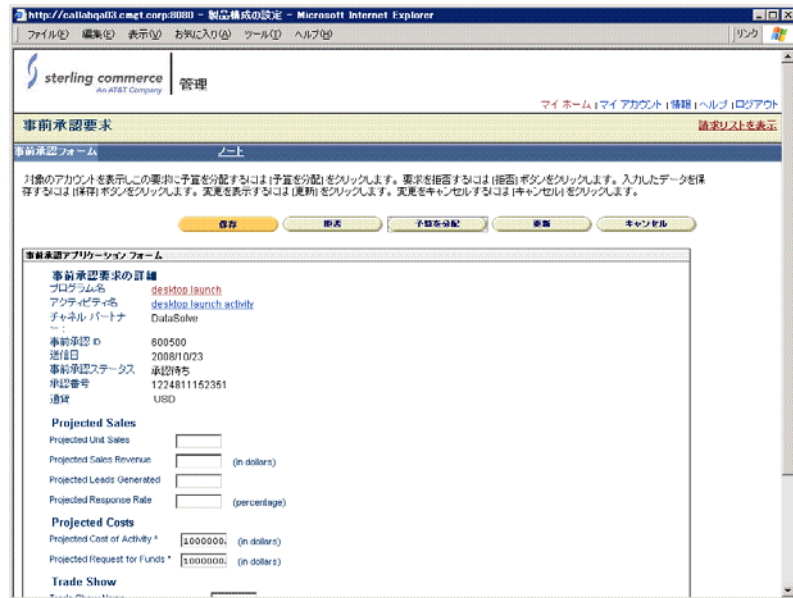 http://callabqa03.cmgt.corp:8080 - 製品構成の設定 - Microsoft Internet Explorer
ファイル(F) 編集(E) 表示(V) お気に入り(A) ツール(T) ヘルプ(H) リンク
sterling commerce
An AT&T Company
管理
マイ ホーム | マイ アカウント | 情報 | ヘルプ | ログアウト
事前承認要求 請求リストを表示
事前承認フォーム ノート
対象のアカウントを表示しこの要求に予算を分配するには [予算を分配] をクリックします。要求を拒否するには [拒否] ボタンをクリックします。入力したデータを保
存するには [保存] ボタンをクリックします。変更を表示するには [更新] をクリックします。変更をキャンセルするには [キャンセル] をクリックします。
保存 拒否 予算を分配 更新 キャンセル
事前承認アプリケーション フォーム
事前承認要求の詳細
プログラム名 desktop launch
アクティビティ名 desktop launch activity
チャネル パートナ DataSolve
ー :
事前承認 ID 600500
送信日 2008/10/23
事前承認ステータス 承認待ち
承認番号 1224811152351
通貨 USD
Projected Sales
Projected Unit Sales
Projected Sales Revenue (in dollars)
Projected Leads Generated
Projected Response Rate (percentage)
Projected Costs
Projected Cost of Activity * 1000000. (in dollars)
Projected Request for Funds * 1000000. (in dollars)
Trade Show
Trade Show Name